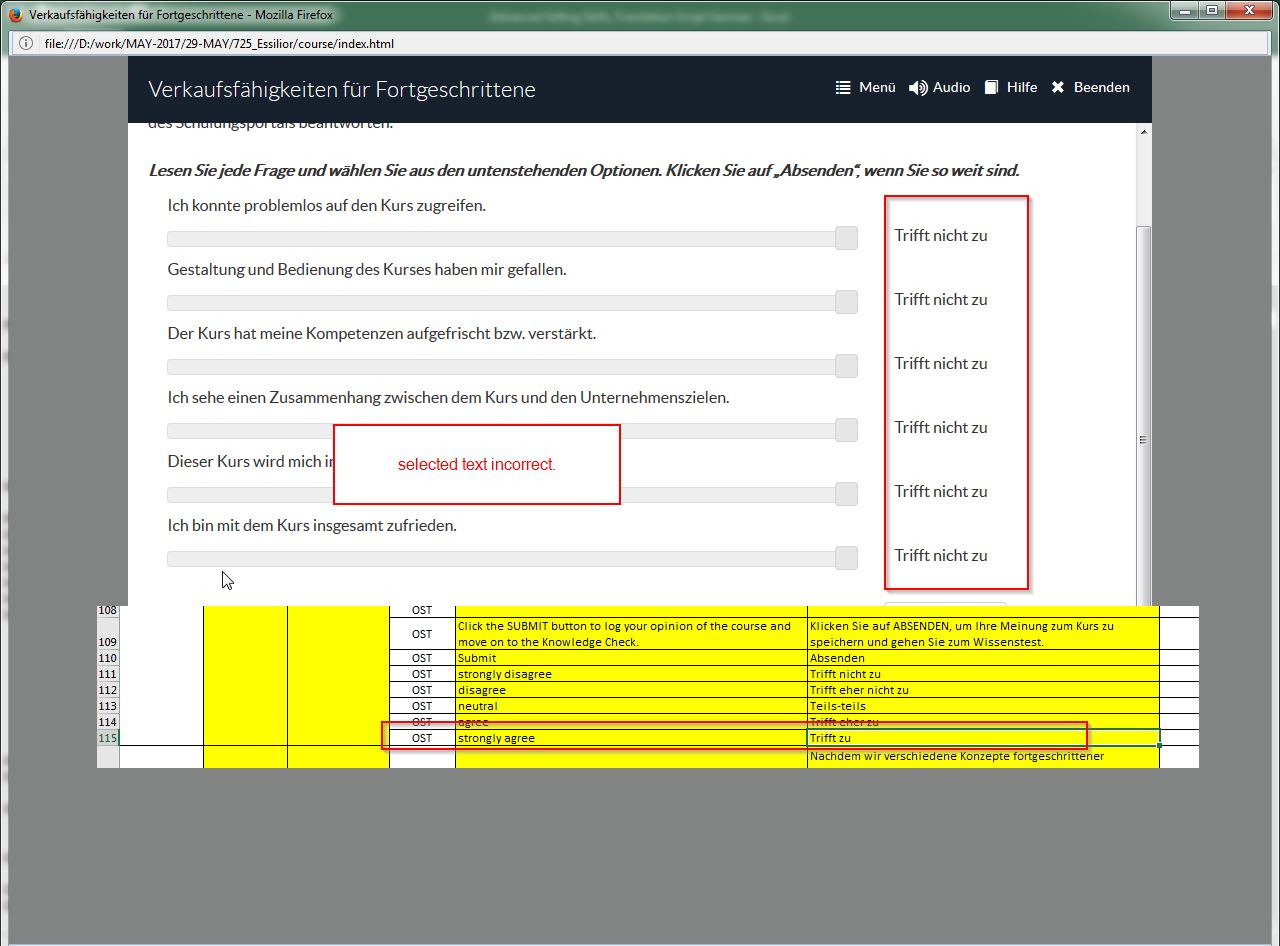 Verkaufsfähigkeiten für Fortgeschrittene - Mozilla Firefox
file:///D:/work/MAY-2017/29-MAY/725_Essilior/course/index.html
Verkaufsfähigkeiten für Fortgeschrittene
Menü Audio Hilfe Beenden
des Schulungsportals beantworten.
Lesen Sie jede Frage und wählen Sie aus den untenstehenden Optionen. Klicken Sie auf „Absenden“, wenn Sie so weit sind.
Ich konnte problemlos auf den Kurs zugreifen.
Trifft nicht zu
Gestaltung und Bedienung des Kurses haben mir gefallen.
Trifft nicht zu
Der Kurs hat meine Kompetenzen aufgefrischt bzw. verstärkt.
Trifft nicht zu
Ich sehe einen Zusammenhang zwischen dem Kurs und den Unternehmenszielen.
Trifft nicht zu
Dieser Kurs wird mich
selected text incorrect.
Trifft nicht zu
Ich bin mit dem Kurs insgesamt zufrieden.
Trifft nicht zu
108 OST
109 OST Click the SUBMIT button to log your opinion of the course and move on to the Knowledge Check. Klicken Sie auf ABSENDEN, um Ihre Meinung zum Kurs zu speichern und gehen Sie zum Wissenstest.
110 OST Submit Absenden
111 OST strongly disagree Trifft nicht zu
112 OST disagree Trifft eher nicht zu
113 OST neutral Teils-teils
114 OST agree Trifft eher zu
115 OST strongly agree Trifft zu
Nachdem wir verschiedene Konzepte fortgeschrittener